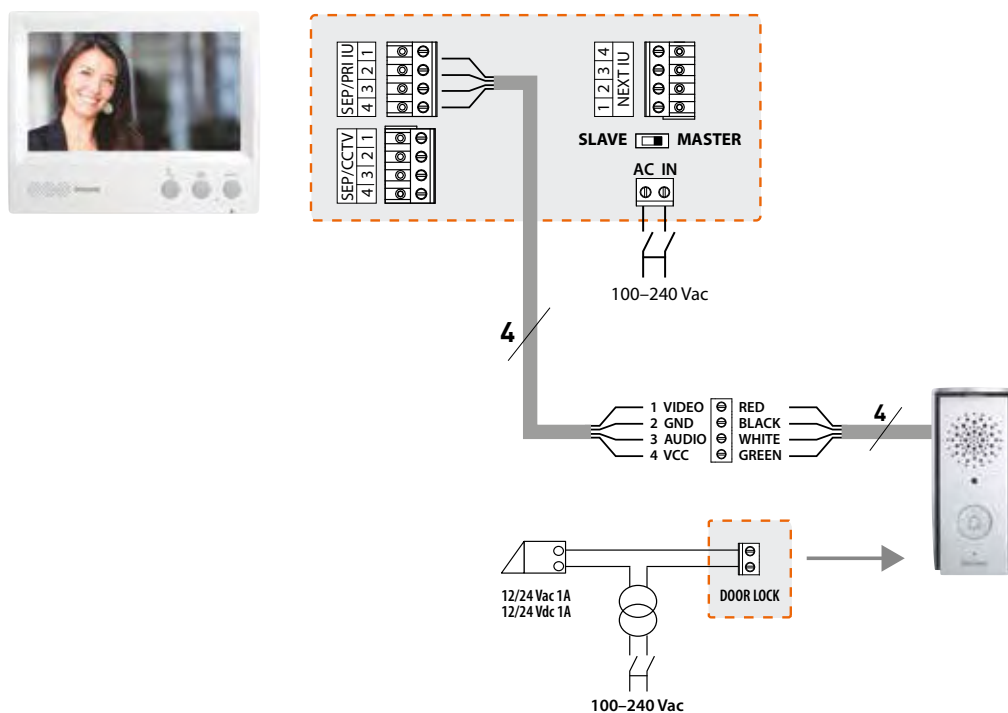 SEP/PRI IU
4 3 2 1
SEP/CCTV
4 3 2 1
1 2 3 4
NEXT IU
SLAVE MASTER
AC IN
100–240 Vac
4
1 VIDEO RED
2 GND BLACK
3 AUDIO WHITE
4 VCC GREEN
4
12/24 Vac 1A
12/24 Vdc 1A
DOOR LOCK
100–240 Vac